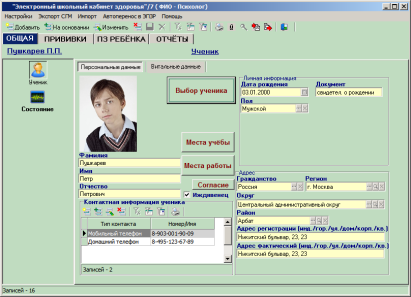 "Электронный школьный кабинет здоровья"/7 ( ФИО - Психолог)
Настройки Экспорт СГМ Импорт Автоперенос в ЭГОР Помощь
Добавить На основании Изменить
ОБЩАЯ ПРИВИВКИ ПЗ РЕБЁНКА ОТЧЁТЫ
Пушкарев П.П. Ученик
Ученик
Состояние
Персональные данные Витальные данные
Выбор ученика
Места учёбы
Места работы
Согласие
Иждивенец
Фамилия
Пушкарев
Имя
Петр
Отчество
Петрович
Контактная информация ученика
Тип контакта Номер/Имя
Мобильный телефон 8-903-001-90-09
Домашний телефон 8-495-123-67-89
Записей - 2
Личная информация
Дата рождения Документ
03.01.2000 свидетел. о рождении
Пол
Мужской
Адрес
Гражданство Регион
Россия г. Москва
Округ
Центральный административный округ
Район
Арбат
Адрес регистрации (инд./гор./ул./дом/корп./кв.)
Никитский бульвар, 23, 23
Адрес фактический (инд./гор./ул./дом/корп./кв.)
Никитский бульвар, 23, 23
Записей - 16